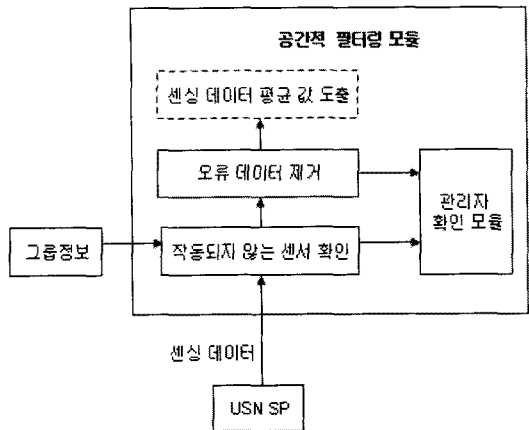 공간적 필터링 모듈
센싱 데이터 평균 값 도출
오류 데이터 제거
관리자
확인 모듈
그룹정보
작동되지 않는 센서 확인
센싱 데이터
USN SP